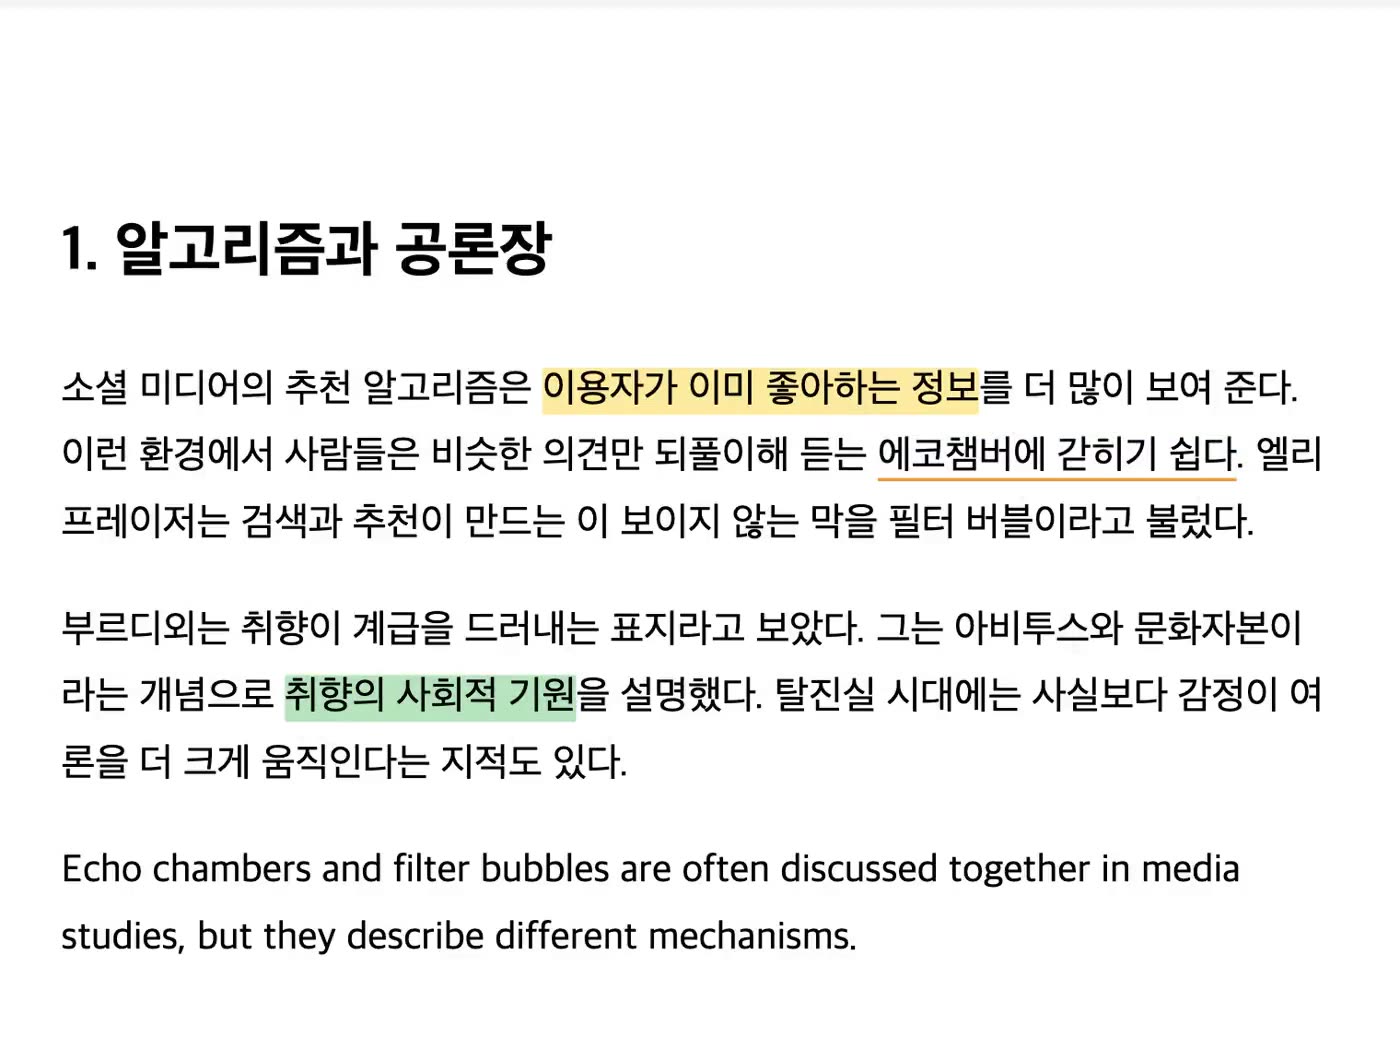 1. 알고리즘과 공론장
소셜 미디어의 추천 알고리즘은 이용자가 이미 좋아하는 정보를 더 많이 보여 준다.
이런 환경에서 사람들은 비슷한 의견만 되풀이해 듣는 에코챔버에 갇히기 쉽다. 엘리
프레이저는 검색과 추천이 만드는 이 보이지 않는 막을 필터 버블이라고 불렀다.
부르디외는 취향이 계급을 드러내는 표지라고 보았다. 그는 아비투스와 문화자본이
라는 개념으로 취향의 사회적 기원을 설명했다. 탈진실 시대에는 사실보다 감정이 여
론을 더 크게 움직인다는 지적도 있다.
Echo chambers and filter bubbles are often discussed together in media
studies, but they describe different mechanisms.